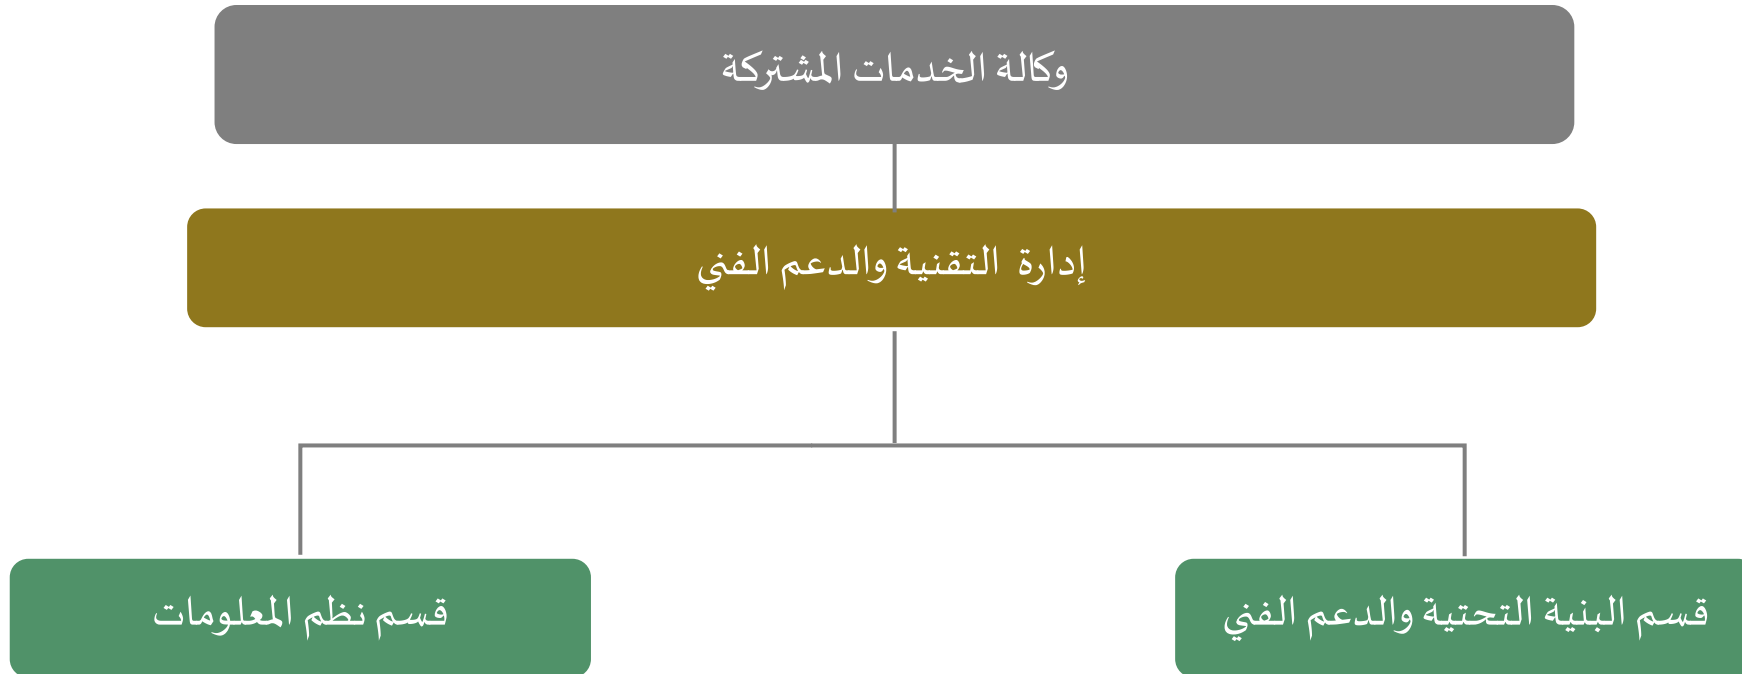 وكالة الخدمات المشتركة
إدارة التقنية والدعم الفني
قسم البنية التحتية والدعم الفني
قسم نظم المعلومات